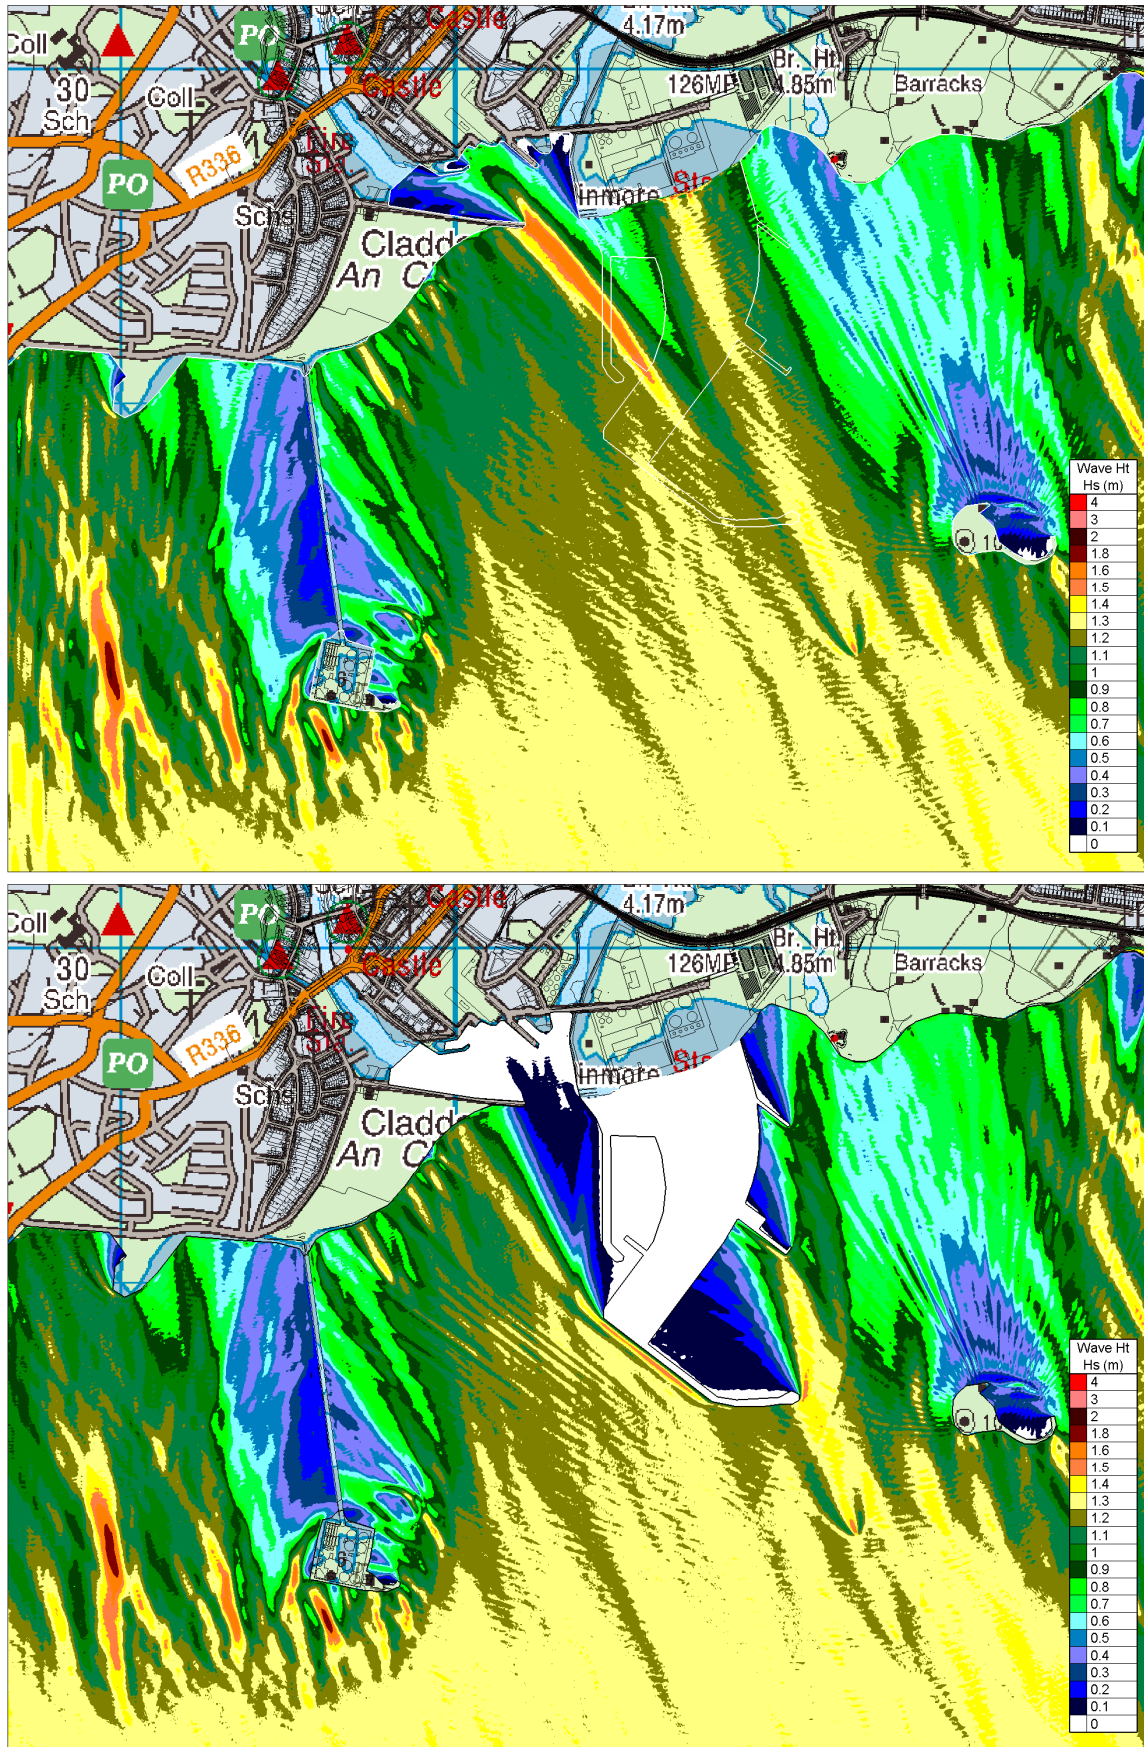 4.17m
Coll
PO
Castle
Castle
Br. Ht
126MP
4.85m
Barracks
30
Sch
Coll
R336
Fire
Sta
PO
Schs
inmore
Cladd
An C
10
Wave Ht
Hs (m)
4
3
2
1.8
1.6
1.5
1.4
1.3
1.2
1.1
1
0.9
0.8
0.7
0.6
0.5
0.4
0.3
0.2
0.1
0
4.17m
Coll
PO
Castle
Castle
Br. Ht
126MP
4.85m
Barracks
30
Sch
Coll
R336
Fire
Sta
PO
Schs
inmore
Cladd
An C
10
Wave Ht
Hs (m)
4
3
2
1.8
1.6
1.5
1.4
1.3
1.2
1.1
1
0.9
0.8
0.7
0.6
0.5
0.4
0.3
0.2
0.1
0